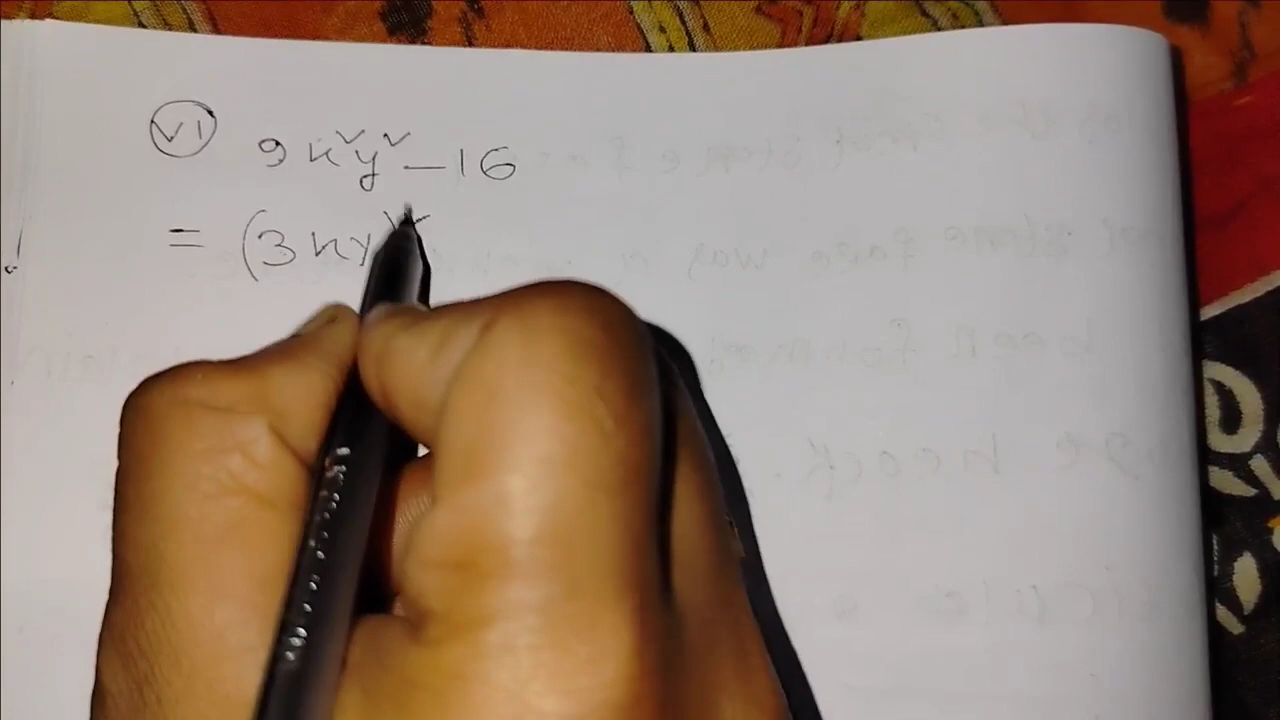 VI
9x²y² - 16
= (3xy)²